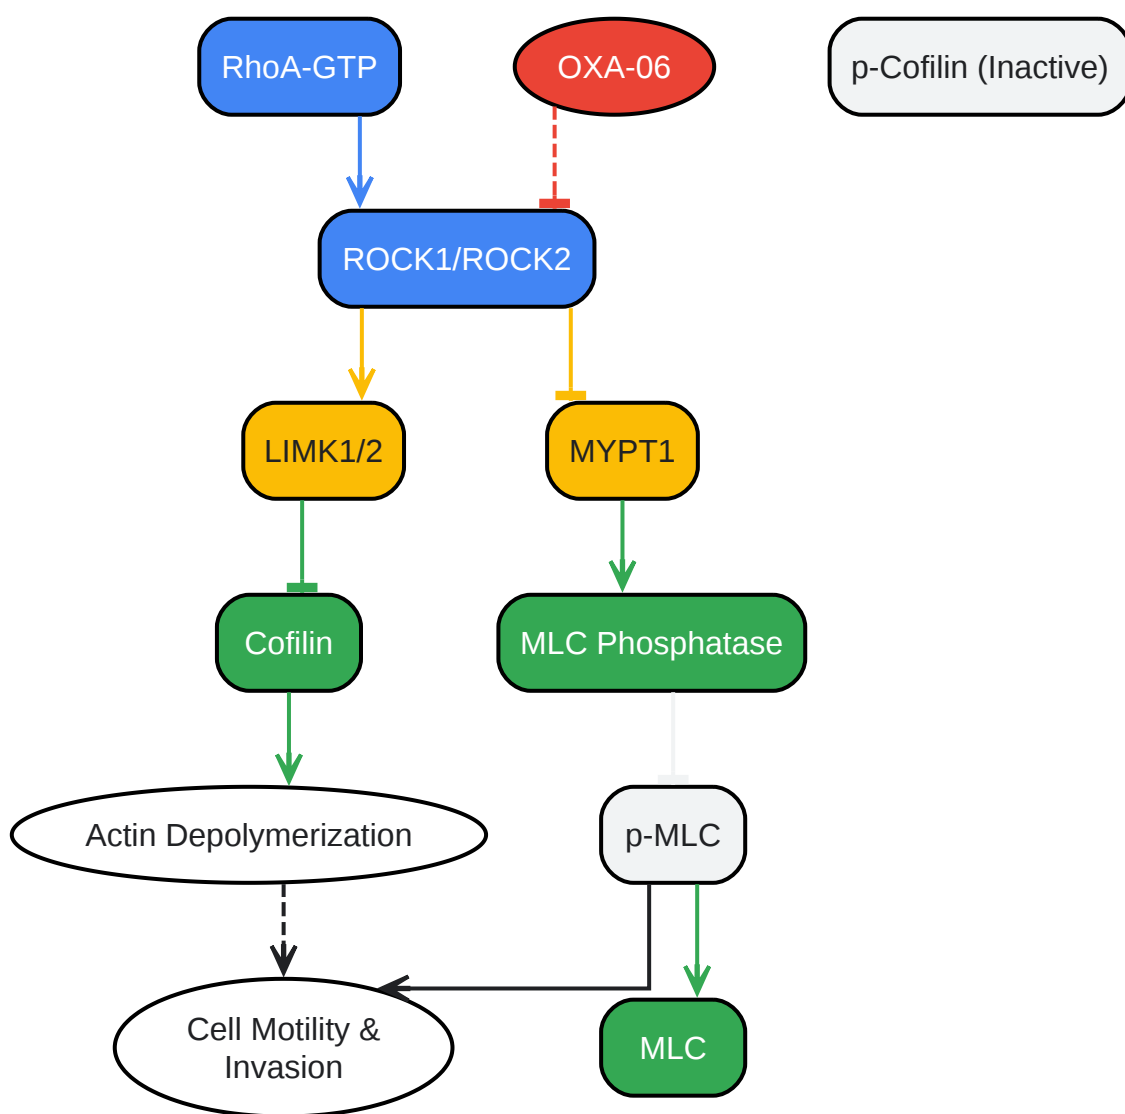 RhoA-GTP
OXA-06
p-Cofilin (Inactive)
ROCK1/ROCK2
LIMK1/2
MYPT1
Cofilin
MLC Phosphatase
Actin Depolymerization
p-MLC
Cell Motility &
Invasion
MLC